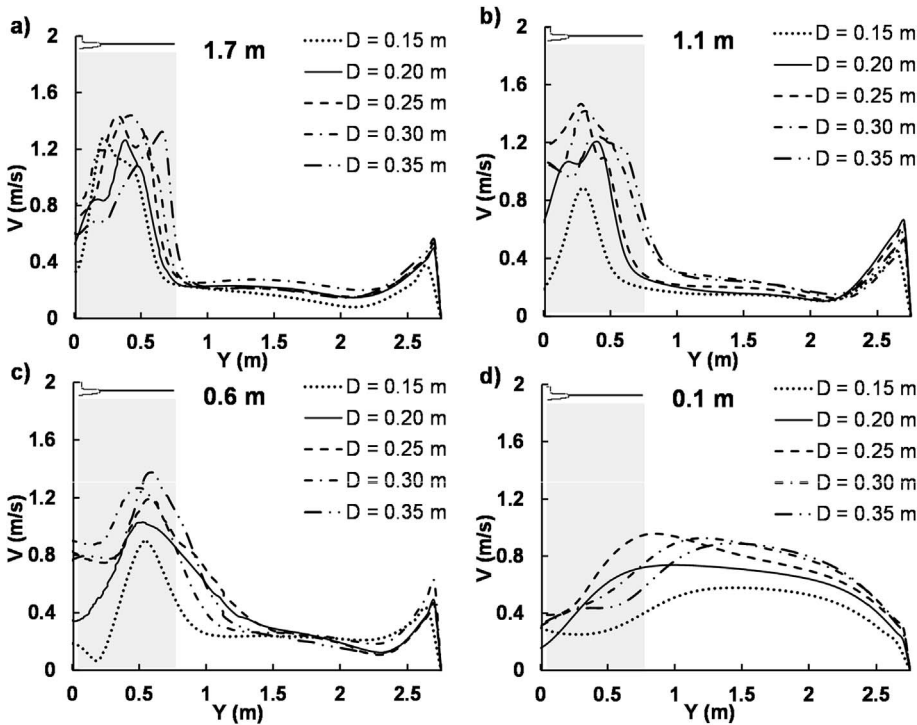 a)
1.7 m
D = 0.15 m
D = 0.20 m
D = 0.25 m
D = 0.30 m
D = 0.35 m
V (m/s)
2
1.6
1.2
0.8
0.4
0
0 0.5 1 1.5 2 2.5
Y (m)
b)
1.1 m
D = 0.15 m
D = 0.20 m
D = 0.25 m
D = 0.30 m
D = 0.35 m
V (m/s)
2
1.6
1.2
0.8
0.4
0
0 0.5 1 1.5 2 2.5
Y (m)
c)
0.6 m
D = 0.15 m
D = 0.20 m
D = 0.25 m
D = 0.30 m
D = 0.35 m
V (m/s)
2
1.6
1.2
0.8
0.4
0
0 0.5 1 1.5 2 2.5
Y (m)
d)
0.1 m
D = 0.15 m
D = 0.20 m
D = 0.25 m
D = 0.30 m
D = 0.35 m
V (m/s)
2
1.6
1.2
0.8
0.4
0
0 0.5 1 1.5 2 2.5
Y (m)